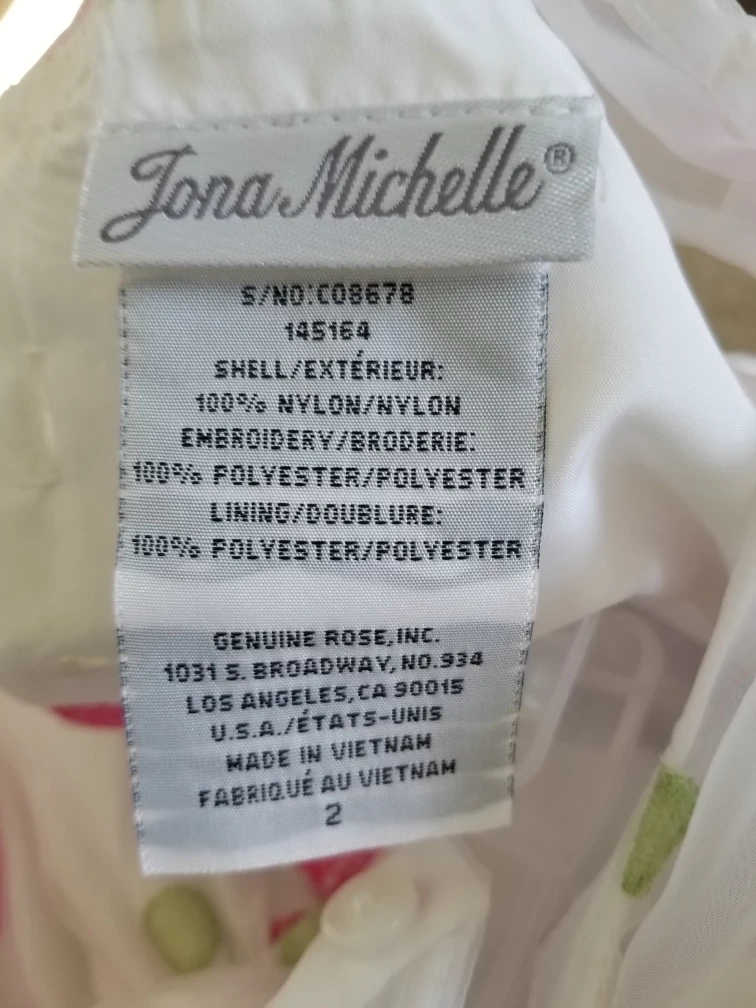 Jona Michelle®
S/NO:C08678
145164
SHELL/EXTÉRIEUR:
100% NYLON/NYLON
EMBROIDERY/BRODERIE:
100% POLYESTER/POLYESTER
LINING/DOUBLURE:
100% POLYESTER/POLYESTER
GENUINE ROSE,INC.
1031 S. BROADWAY, NO.934
LOS ANGELES,CA 90015
U.S.A./ÉTATS-UNIS
MADE IN VIETNAM
FABRIQUÉ AU VIETNAM
2